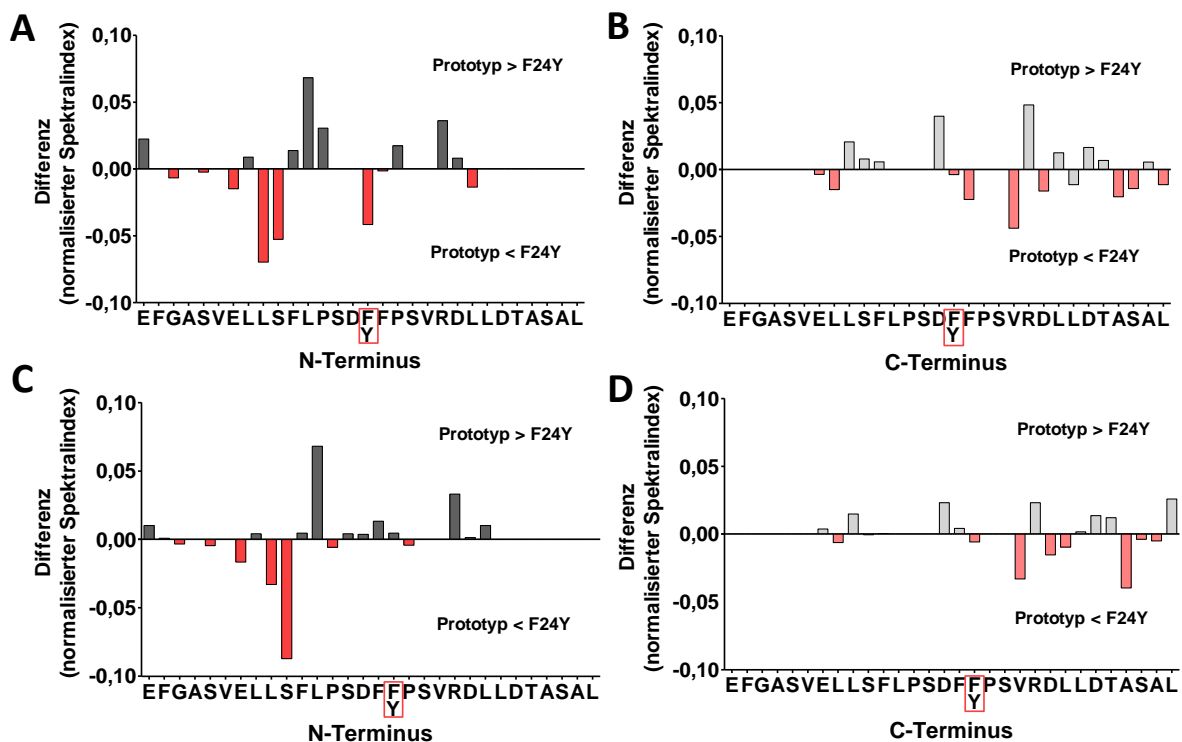 A
Differenz
(normalisierter Spektralindex)
0,10
0,05
0,00
-0,05
-0,10
Prototyp > F24Y
Prototyp < F24Y
EFGASVELLSFLPSDFFPSVRDLLDTASAL
Y
N-Terminus
B
Differenz
(normalisierter Spektralindex)
0,10
0,05
0,00
-0,05
-0,10
Prototyp > F24Y
Prototyp < F24Y
EFGASVELLSFLPSDFFPSVRDLLDTASAL
Y
C-Terminus
C
Differenz
(normalisierter Spektralindex)
0,10
0,05
0,00
-0,05
-0,10
Prototyp > F24Y
Prototyp < F24Y
EFGASVELLSFLPSDFFPSVRDLLDTASAL
Y
N-Terminus
D
Differenz
(normalisierter Spektralindex)
0,10
0,05
0,00
-0,05
-0,10
Prototyp > F24Y
Prototyp < F24Y
EFGASVELLSFLPSDFFPSVRDLLDTASAL
Y
C-Terminus